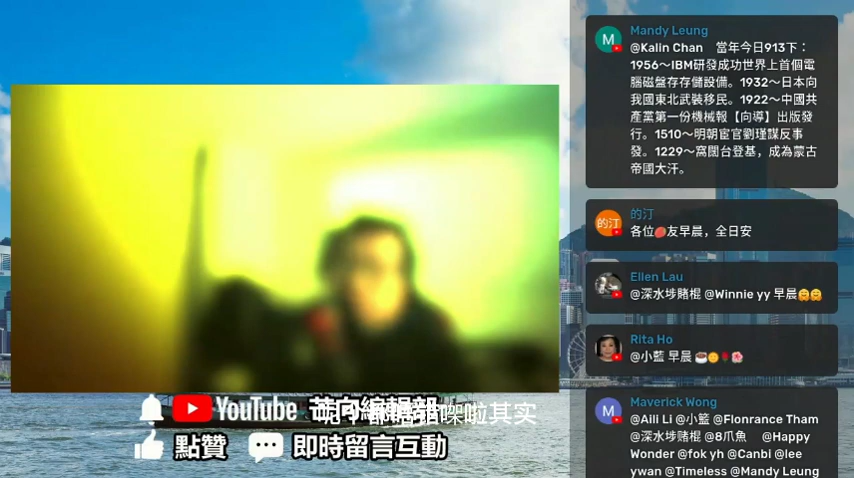 Mandy Leung
@Kalin Chan 當年今日913下：
1956～IBM研發成功世界上首個電
腦磁盤存存儲設備。1932～日本向
我國東北武裝移民。1922～中國共
產黨第一份機械報【向導】出版發
行。1510～明朝宦官劉瑾謀反事
發。1229～窩闊台登基，成為蒙古
帝國大汗。
的汀
各位🥊友早晨，全日安
Ellen Lau
@深水埗賭棍 @Winnie yy 早晨🤗🤗
Rita Ho
@小藍 早晨 ☕🌼🌹🌸
Maverick Wong
@Aiii Li @小籃 @Flonrance Tham
@深水埗賭棍 @8爪魚 @Happy
Wonder @fok yh @Canbi @lee
ywan @Timeless @Mandy Leung
YouTube
㗎啦其实
點贊 即時留言互動